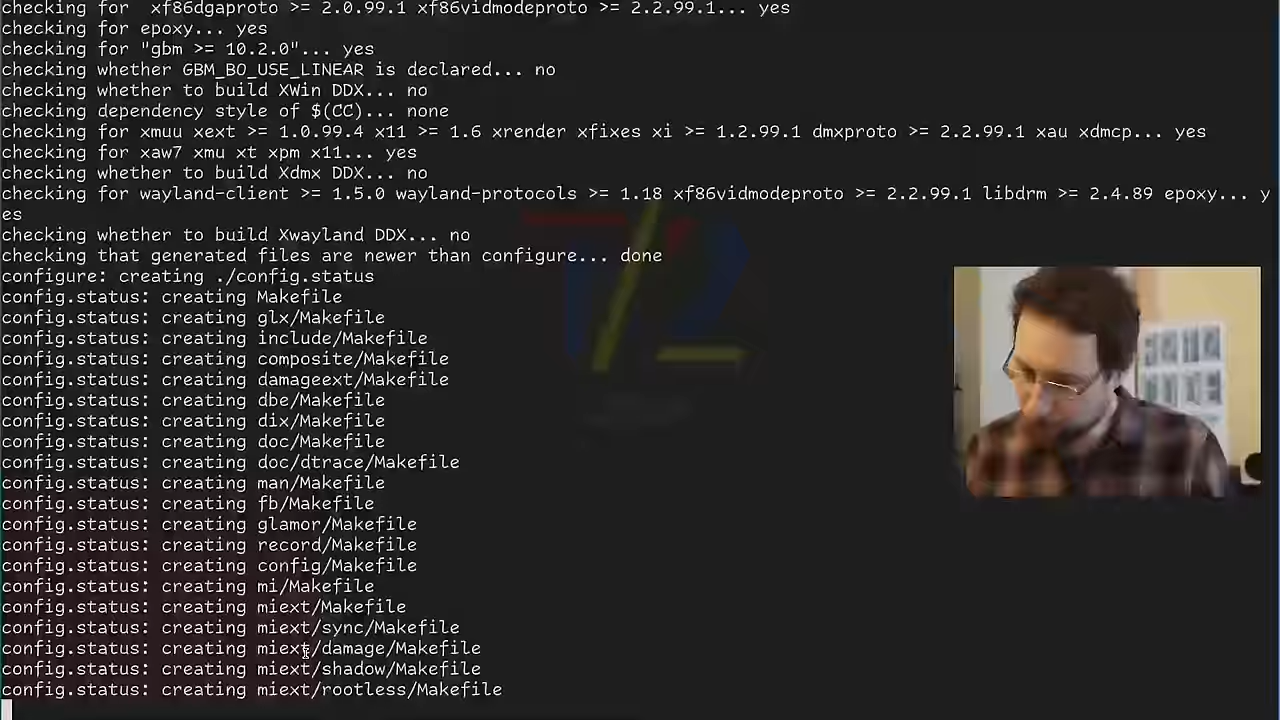 checking for  xf86dgaproto >= 2.0.99.1 xf86vidmodeproto >= 2.2.99.1... yes
checking for epoxy... yes
checking for "gbm >= 10.2.0"... yes
checking whether GBM_BO_USE_LINEAR is declared... no
checking whether to build XWin DDX... no
checking dependency style of $(CC)... none
checking for xmuu xext >= 1.0.99.4 x11 >= 1.6 xrender xfixes xi >= 1.2.99.1 dmxproto >= 2.2.99.1 xau xdmcp... yes
checking for xaw7 xmu xt xpm x11... yes
checking whether to build Xdmx DDX... no
checking for wayland-client >= 1.5.0 wayland-protocols >= 1.18 xf86vidmodeproto >= 2.2.99.1 libdrm >= 2.4.89 epoxy... y
es
checking whether to build Xwayland DDX... no
checking that generated files are newer than configure... done
configure: creating ./config.status
config.status: creating Makefile
config.status: creating glx/Makefile
config.status: creating include/Makefile
config.status: creating composite/Makefile
config.status: creating damageext/Makefile
config.status: creating dbe/Makefile
config.status: creating dix/Makefile
config.status: creating doc/Makefile
config.status: creating doc/dtrace/Makefile
config.status: creating man/Makefile
config.status: creating fb/Makefile
config.status: creating glamor/Makefile
config.status: creating record/Makefile
config.status: creating config/Makefile
config.status: creating mi/Makefile
config.status: creating miext/Makefile
config.status: creating miext/sync/Makefile
config.status: creating miext/damage/Makefile
config.status: creating miext/shadow/Makefile
config.status: creating miext/rootless/Makefile